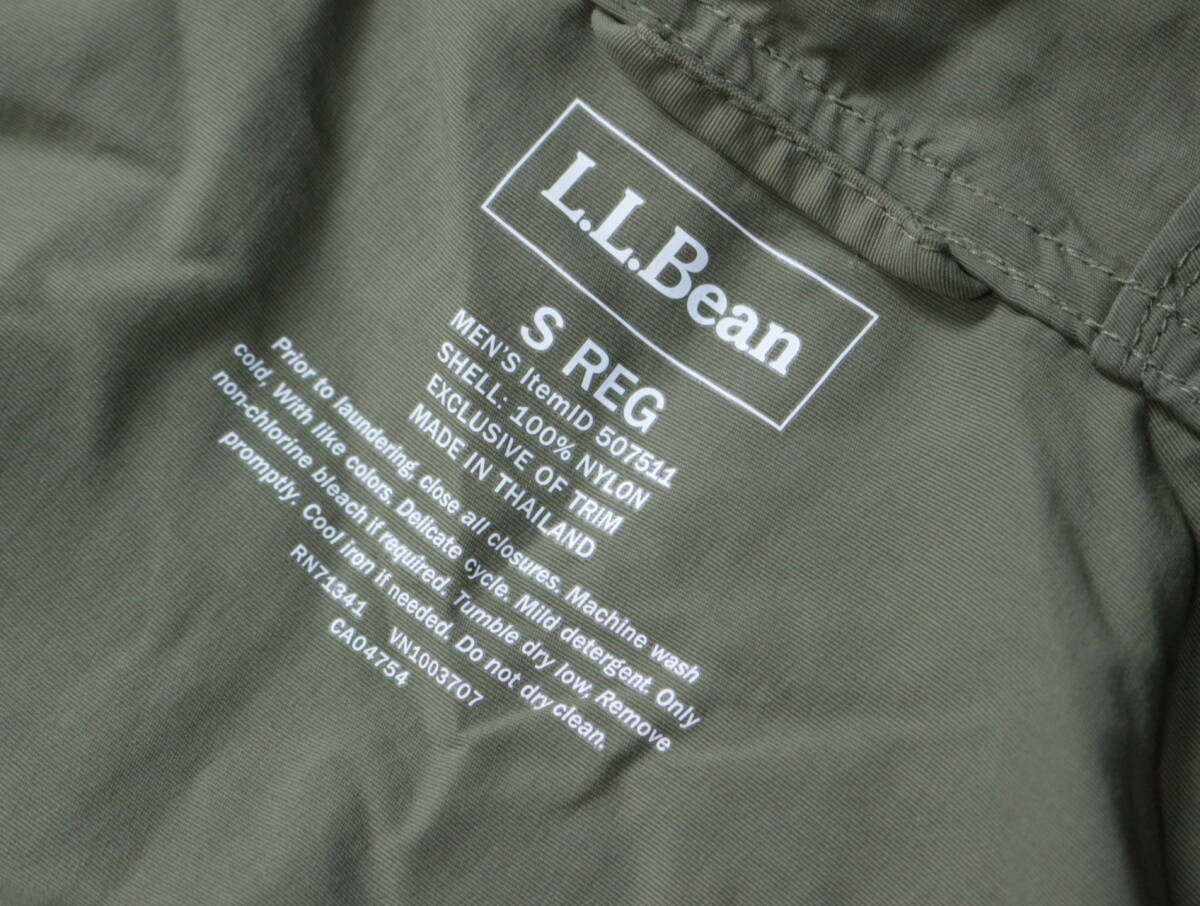 L.L.Bean
S REG
MEN'S ItemID 507511
SHELL: 100% NYLON
EXCLUSIVE OF TRIM
MADE IN THAILAND
Prior to laundering, close all closures. Machine wash
cold, With like colors. Delicate cycle. Mild detergent. Only
non-chlorine bleach if required. Tumble dry low, Remove
promptly. Cool iron if needed. Do not dry clean.
RN71341 VN1003707
CA04754